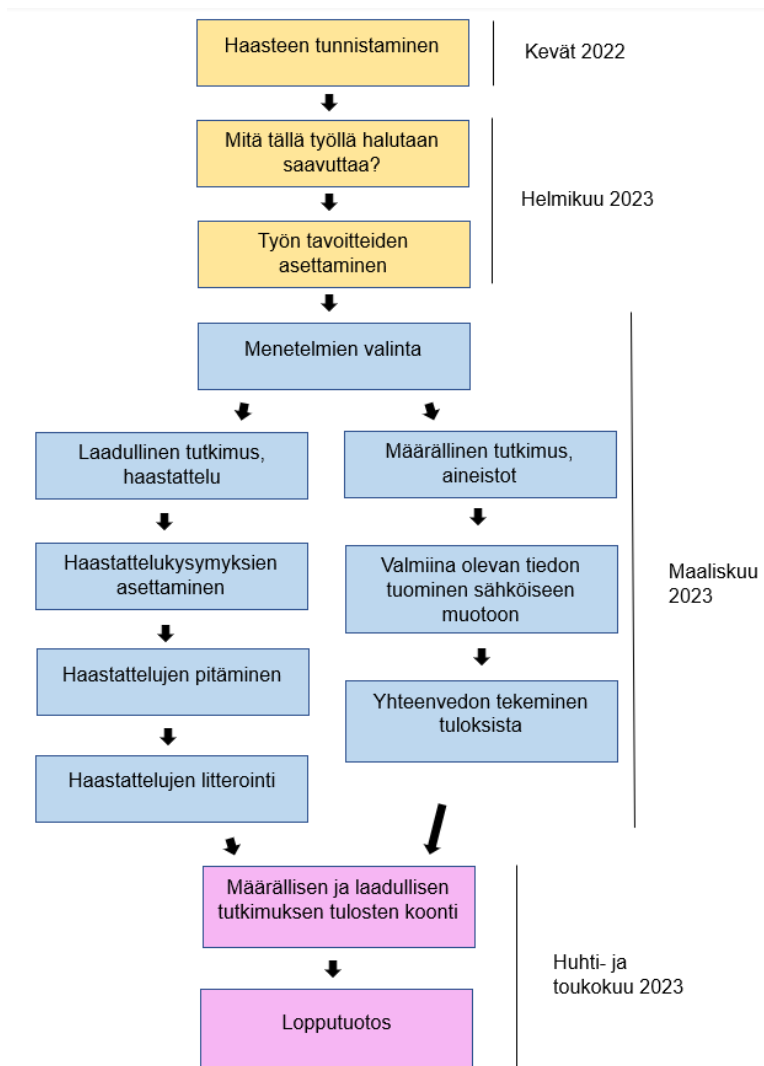 Haasteen tunnistaminen
Kevät 2022
Mitä tällä työllä halutaan
saavuttaa?
Helmikuu 2023
Työn tavoitteiden
asettaminen
Menetelmien valinta
Laadullinen tutkimus,
haastattelu
Määrällinen tutkimus,
aineistot
Haastattelukysymyksien
asettaminen
Valmiina olevan tiedon
tuominen sähköiseen
muotoon
Maaliskuu
2023
Haastattelujen pitäminen
Yhteenvedon tekeminen
tuloksista
Haastattelujen litterointi
Määrällisen ja laadullisen
tutkimuksen tulosten koonti
Huhti- ja
toukokuu 2023
Lopputuotos